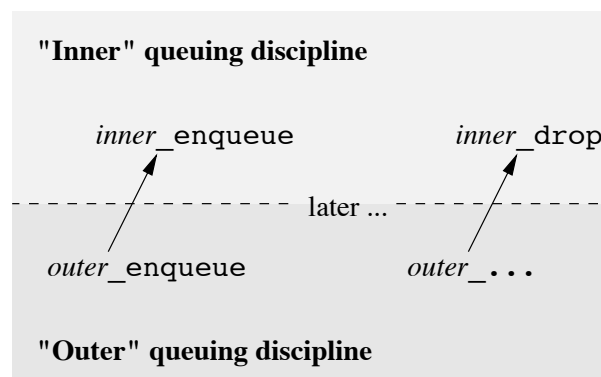 "Inner" queuing discipline
inner_enqueue inner_drop
later ...
outer_enqueue outer_...
"Outer" queuing discipline